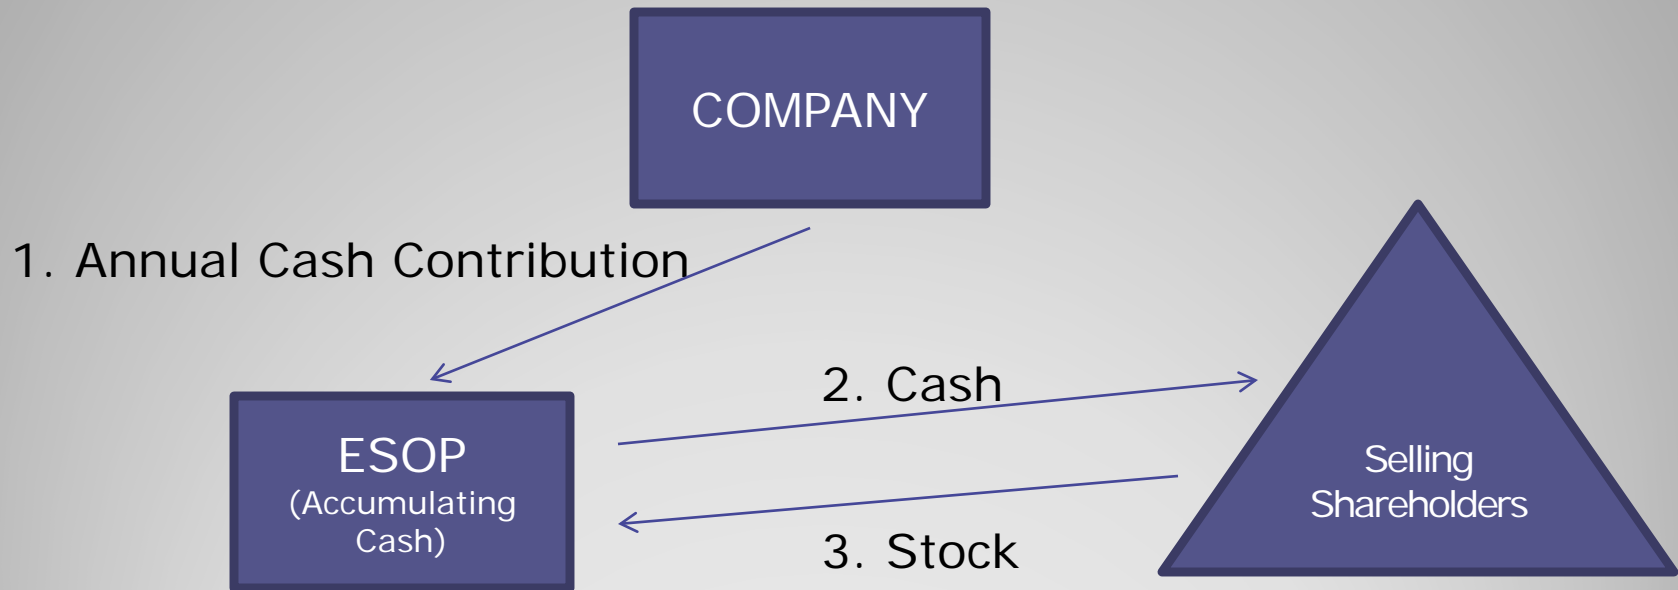 COMPANY
1. Annual Cash Contribution
2. Cash
ESOP
(Accumulating
Cash)
Selling
Shareholders
3. Stock